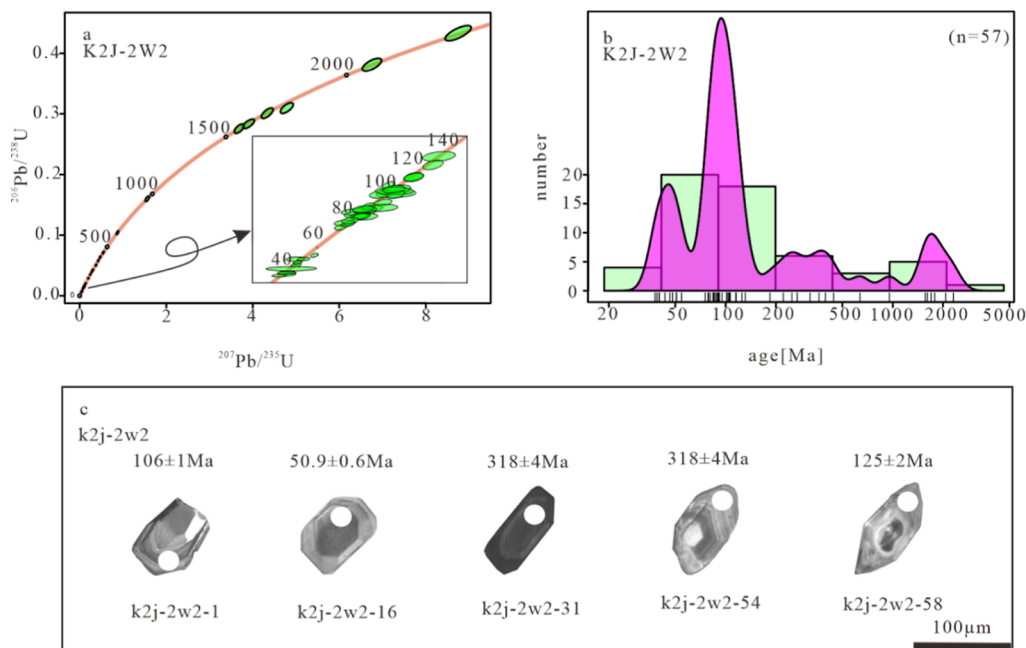 a
K2J-2W2
0.4
0.3
0.2
0.1
0.0
206Pb/238U
0
500
1000
1500
2000
40
60
80
100
120
140
0 2 4 6 8
207Pb/235U
b
K2J-2W2
(n=57)
number
20
15
10
5
0
20 50 100 200 500 1000 2000 5000
age[Ma]
c
k2j-2w2
106±1Ma 50.9±0.6Ma 318±4Ma 318±4Ma 125±2Ma
k2j-2w2-1 k2j-2w2-16 k2j-2w2-31 k2j-2w2-54 k2j-2w2-58
100μm